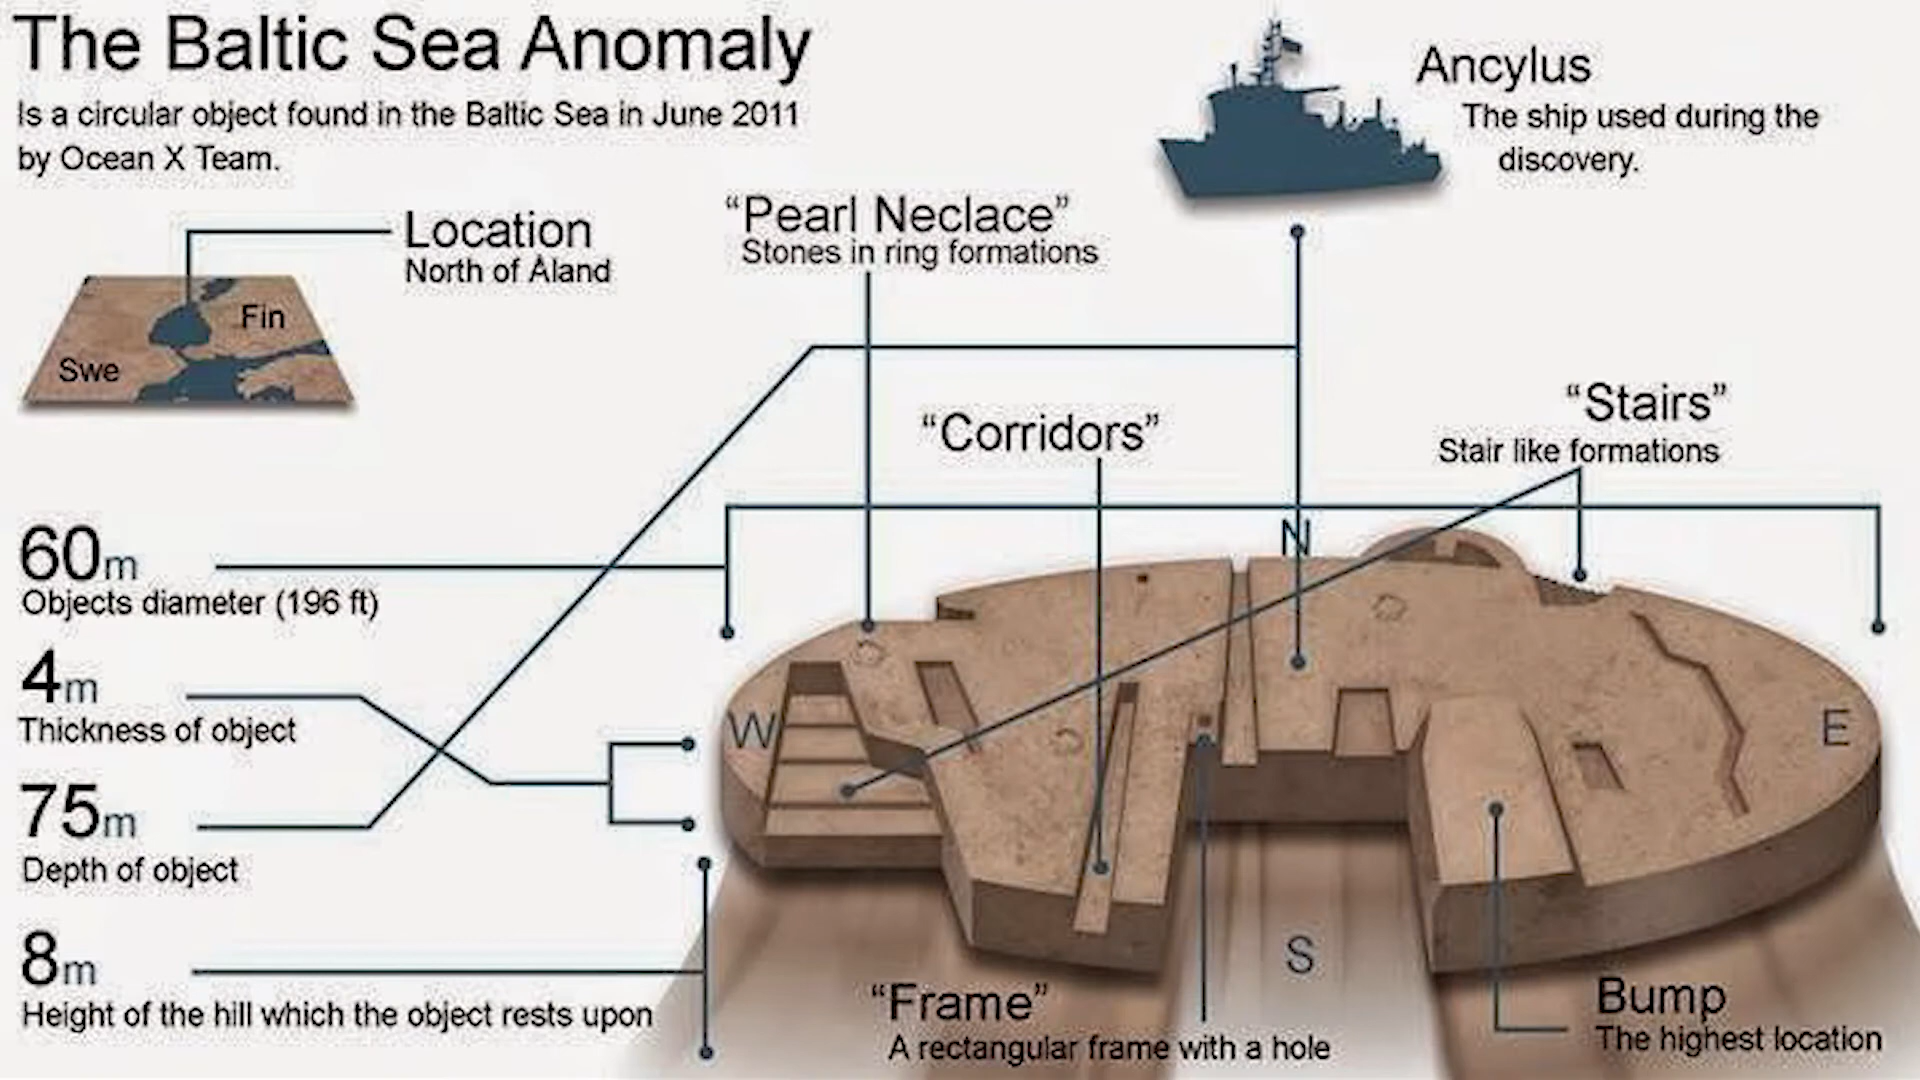 The Baltic Sea Anomaly
Is a circular object found in the Baltic Sea in June 2011
by Ocean X Team.
Ancylus
The ship used during the
discovery.
Location
North of Åland
Fin
Swe
“Pearl Neclace”
Stones in ring formations
“Corridors”
“Stairs”
Stair like formations
60m
Objects diameter (196 ft)
4m
Thickness of object
75m
Depth of object
8m
Height of the hill which the object rests upon
N
W
E
S
“Frame”
A rectangular frame with a hole
Bump
The highest location